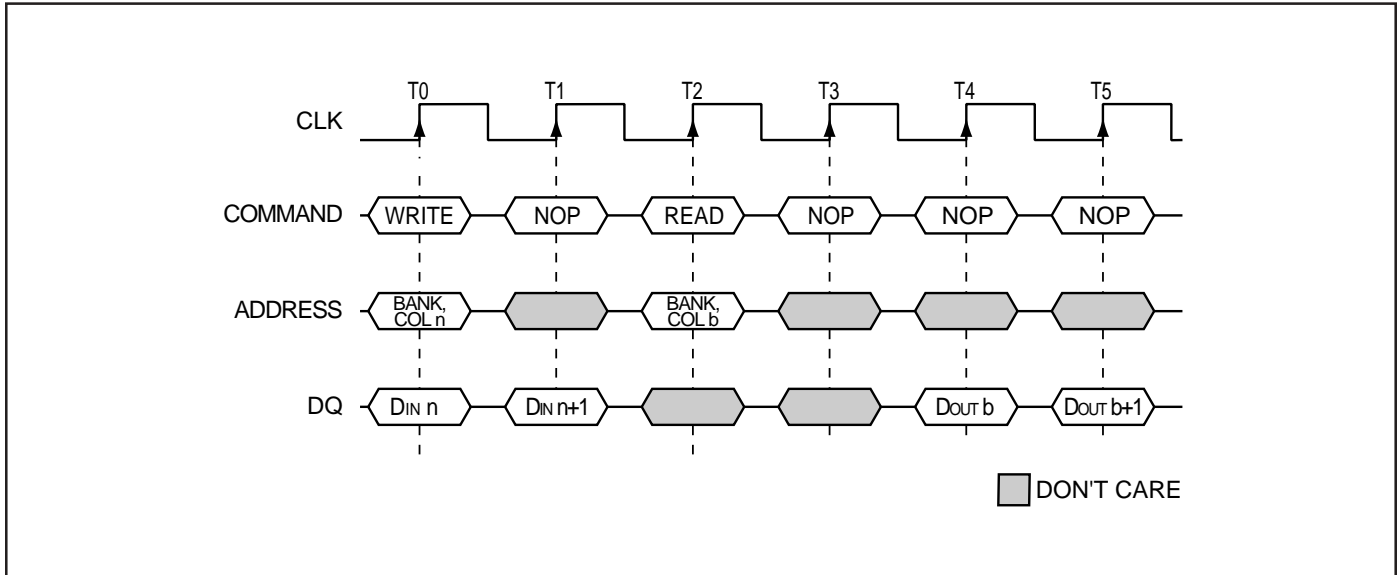 T0 T1 T2 T3 T4 T5
CLK
COMMAND WRITE NOP READ NOP NOP NOP
ADDRESS BANK, COL n BANK, COL b
DQ DIN n DIN n+1 DOUT b DOUT b+1
DON'T CARE